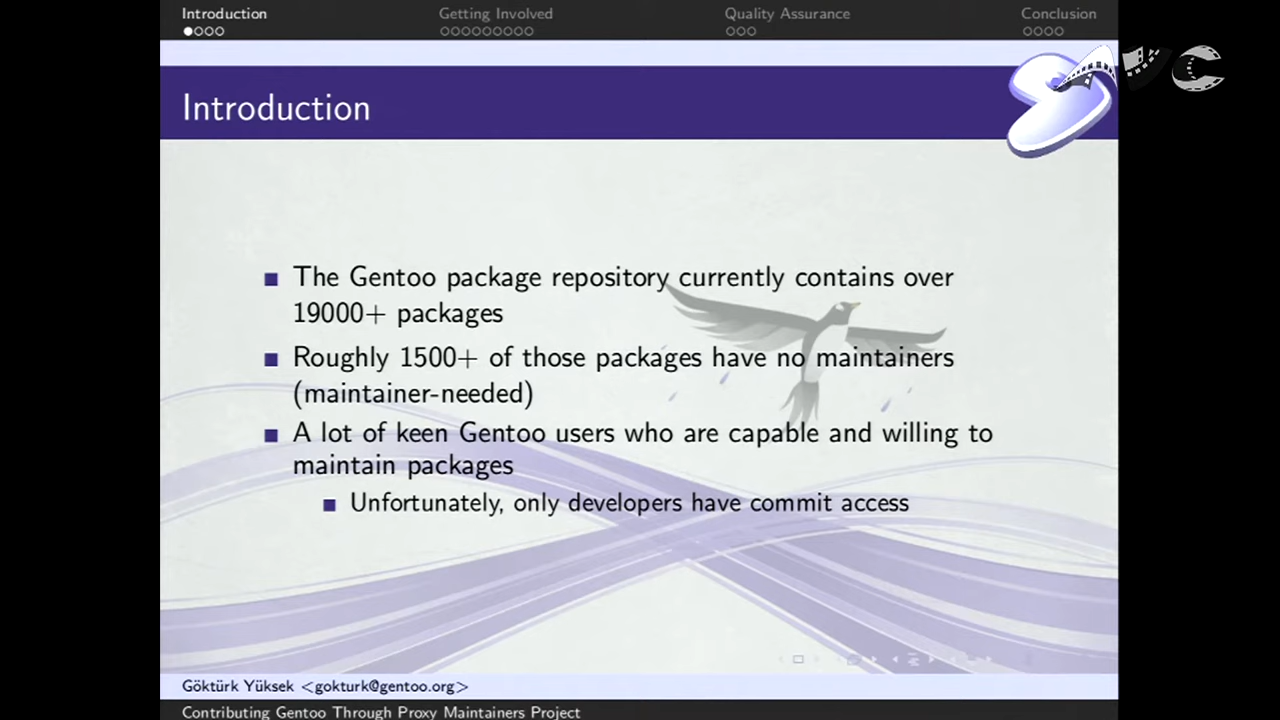 Introduction
Getting Involved
Quality Assurance
Conclusion
Introduction
The Gentoo package repository currently contains over
19000+ packages
Roughly 1500+ of those packages have no maintainers
(maintainer-needed)
A lot of keen Gentoo users who are capable and willing to
maintain packages
Unfortunately, only developers have commit access
Göktürk Yüksek <gokturk@gentoo.org>
Contributing Gentoo Through Proxy Maintainers Project